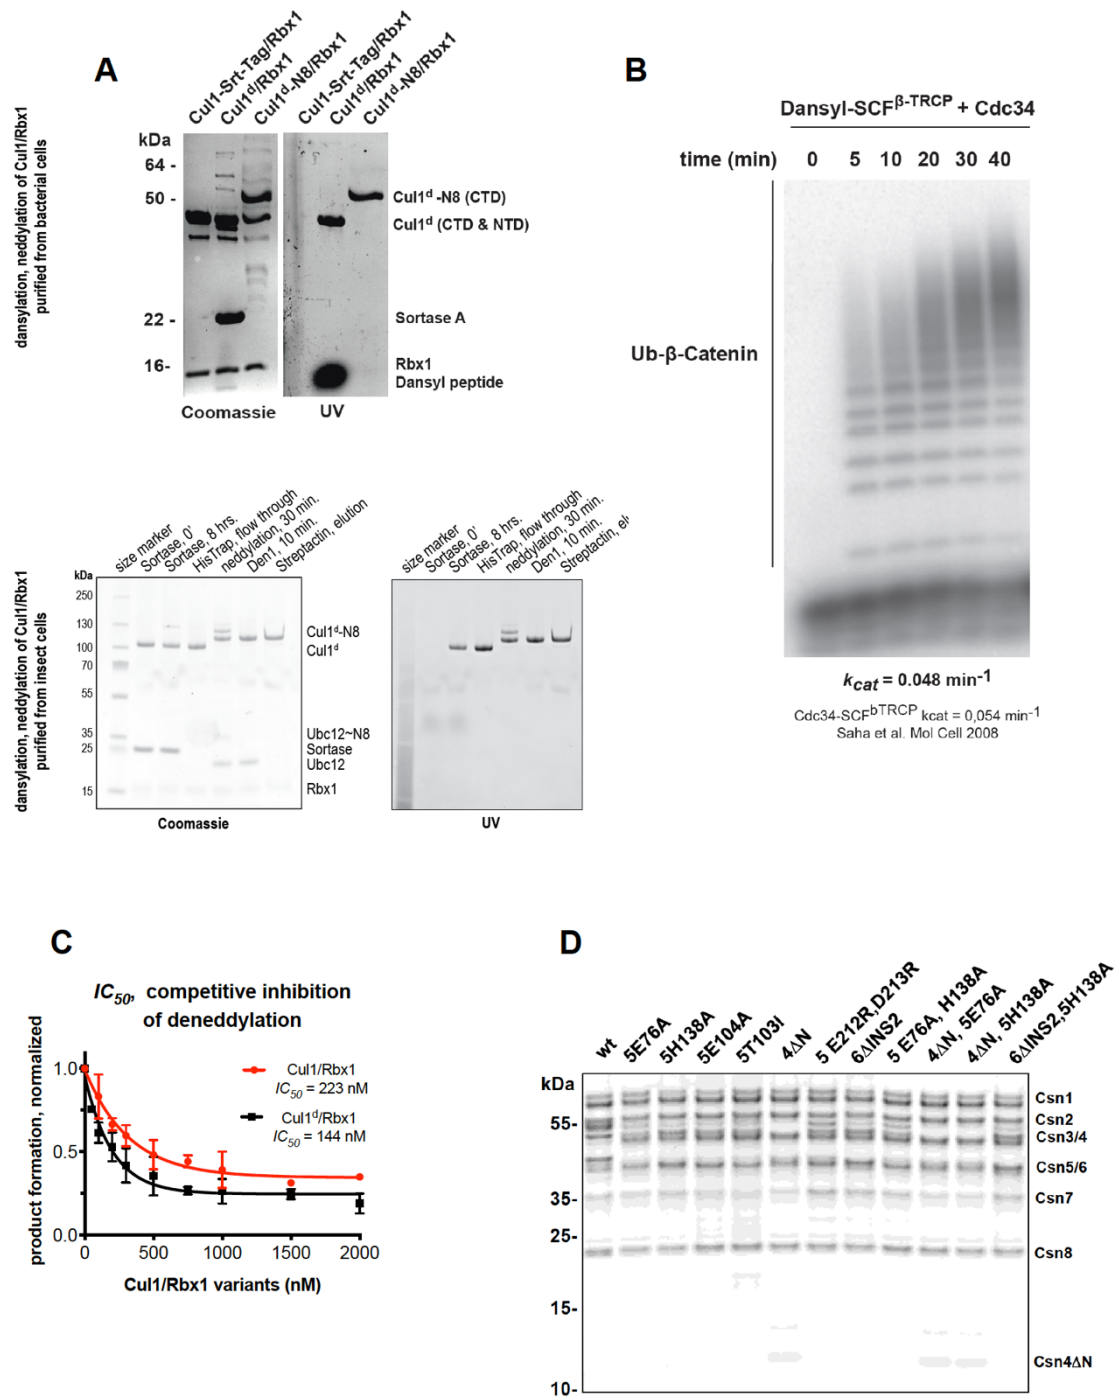 A
dansylation, neddylation of Cul1/Rbx1
purified from bacterial cells
Cul1-Srt-Tag/Rbx1
Cul1ᵈ/Rbx1
Cul1ᵈ-N8/Rbx1
Cul1-Srt-Tag/Rbx1
Cul1ᵈ/Rbx1
Cul1ᵈ-N8/Rbx1
kDa
64 -
50 -
22 -
16-
Cul1ᵈ -N8 (CTD)
Cul1ᵈ (CTD & NTD)
Sortase A
Rbx1
Dansyl peptide
Coomassie
UV
dansylation, neddylation of Cul1/Rbx1
purified from insect cells
size marker
Sortase, 0'
Sortase, 8 hrs.
HisTrap, flow through
neddylation, 30 min.
Den1, 10 min.
Streptactin, elution
size marker
Sortase, 0'
Sortase, 8 hrs.
HisTrap, flow through
neddylation, 30 min.
Den1, 10 min.
Streptactin, el
kDa
250
130
100
70
55
35
25
15
Cul1ᵈ-N8
Cul1ᵈ
Ubc12~N8
Sortase
Ubc12
Rbx1
Coomassie
UV
B
Dansyl-SCFᵝ⁻ᵀᴿᶜᴾ + Cdc34
time (min) 0 5 10 20 30 40
Ub-β-Catenin
kcat = 0.048 min⁻¹
Cdc34-SCFᵇᵀᴿᶜᴾ kcat = 0,054 min⁻¹
Saha et al. Mol Cell 2008
C
IC₅₀, competitive inhibition
of deneddylation
product formation, normalized
1.0
0.5
0.0
Cul1/Rbx1
IC₅₀ = 223 nM
Cul1ᵈ/Rbx1
IC₅₀ = 144 nM
0 500 1000 1500 2000
Cul1/Rbx1 variants (nM)
D
wt
5E76A
5H138A
5E104A
5T103I
4ΔN
5 E212R,D213R
6ΔINS2
5 E76A, H138A
4ΔN, 5E76A
4ΔN, 5H138A
6ΔINS2,5H138A
kDa
55-
35-
25-
15-
10-
Csn1
Csn2
Csn3/4
Csn5/6
Csn7
Csn8
Csn4ΔN